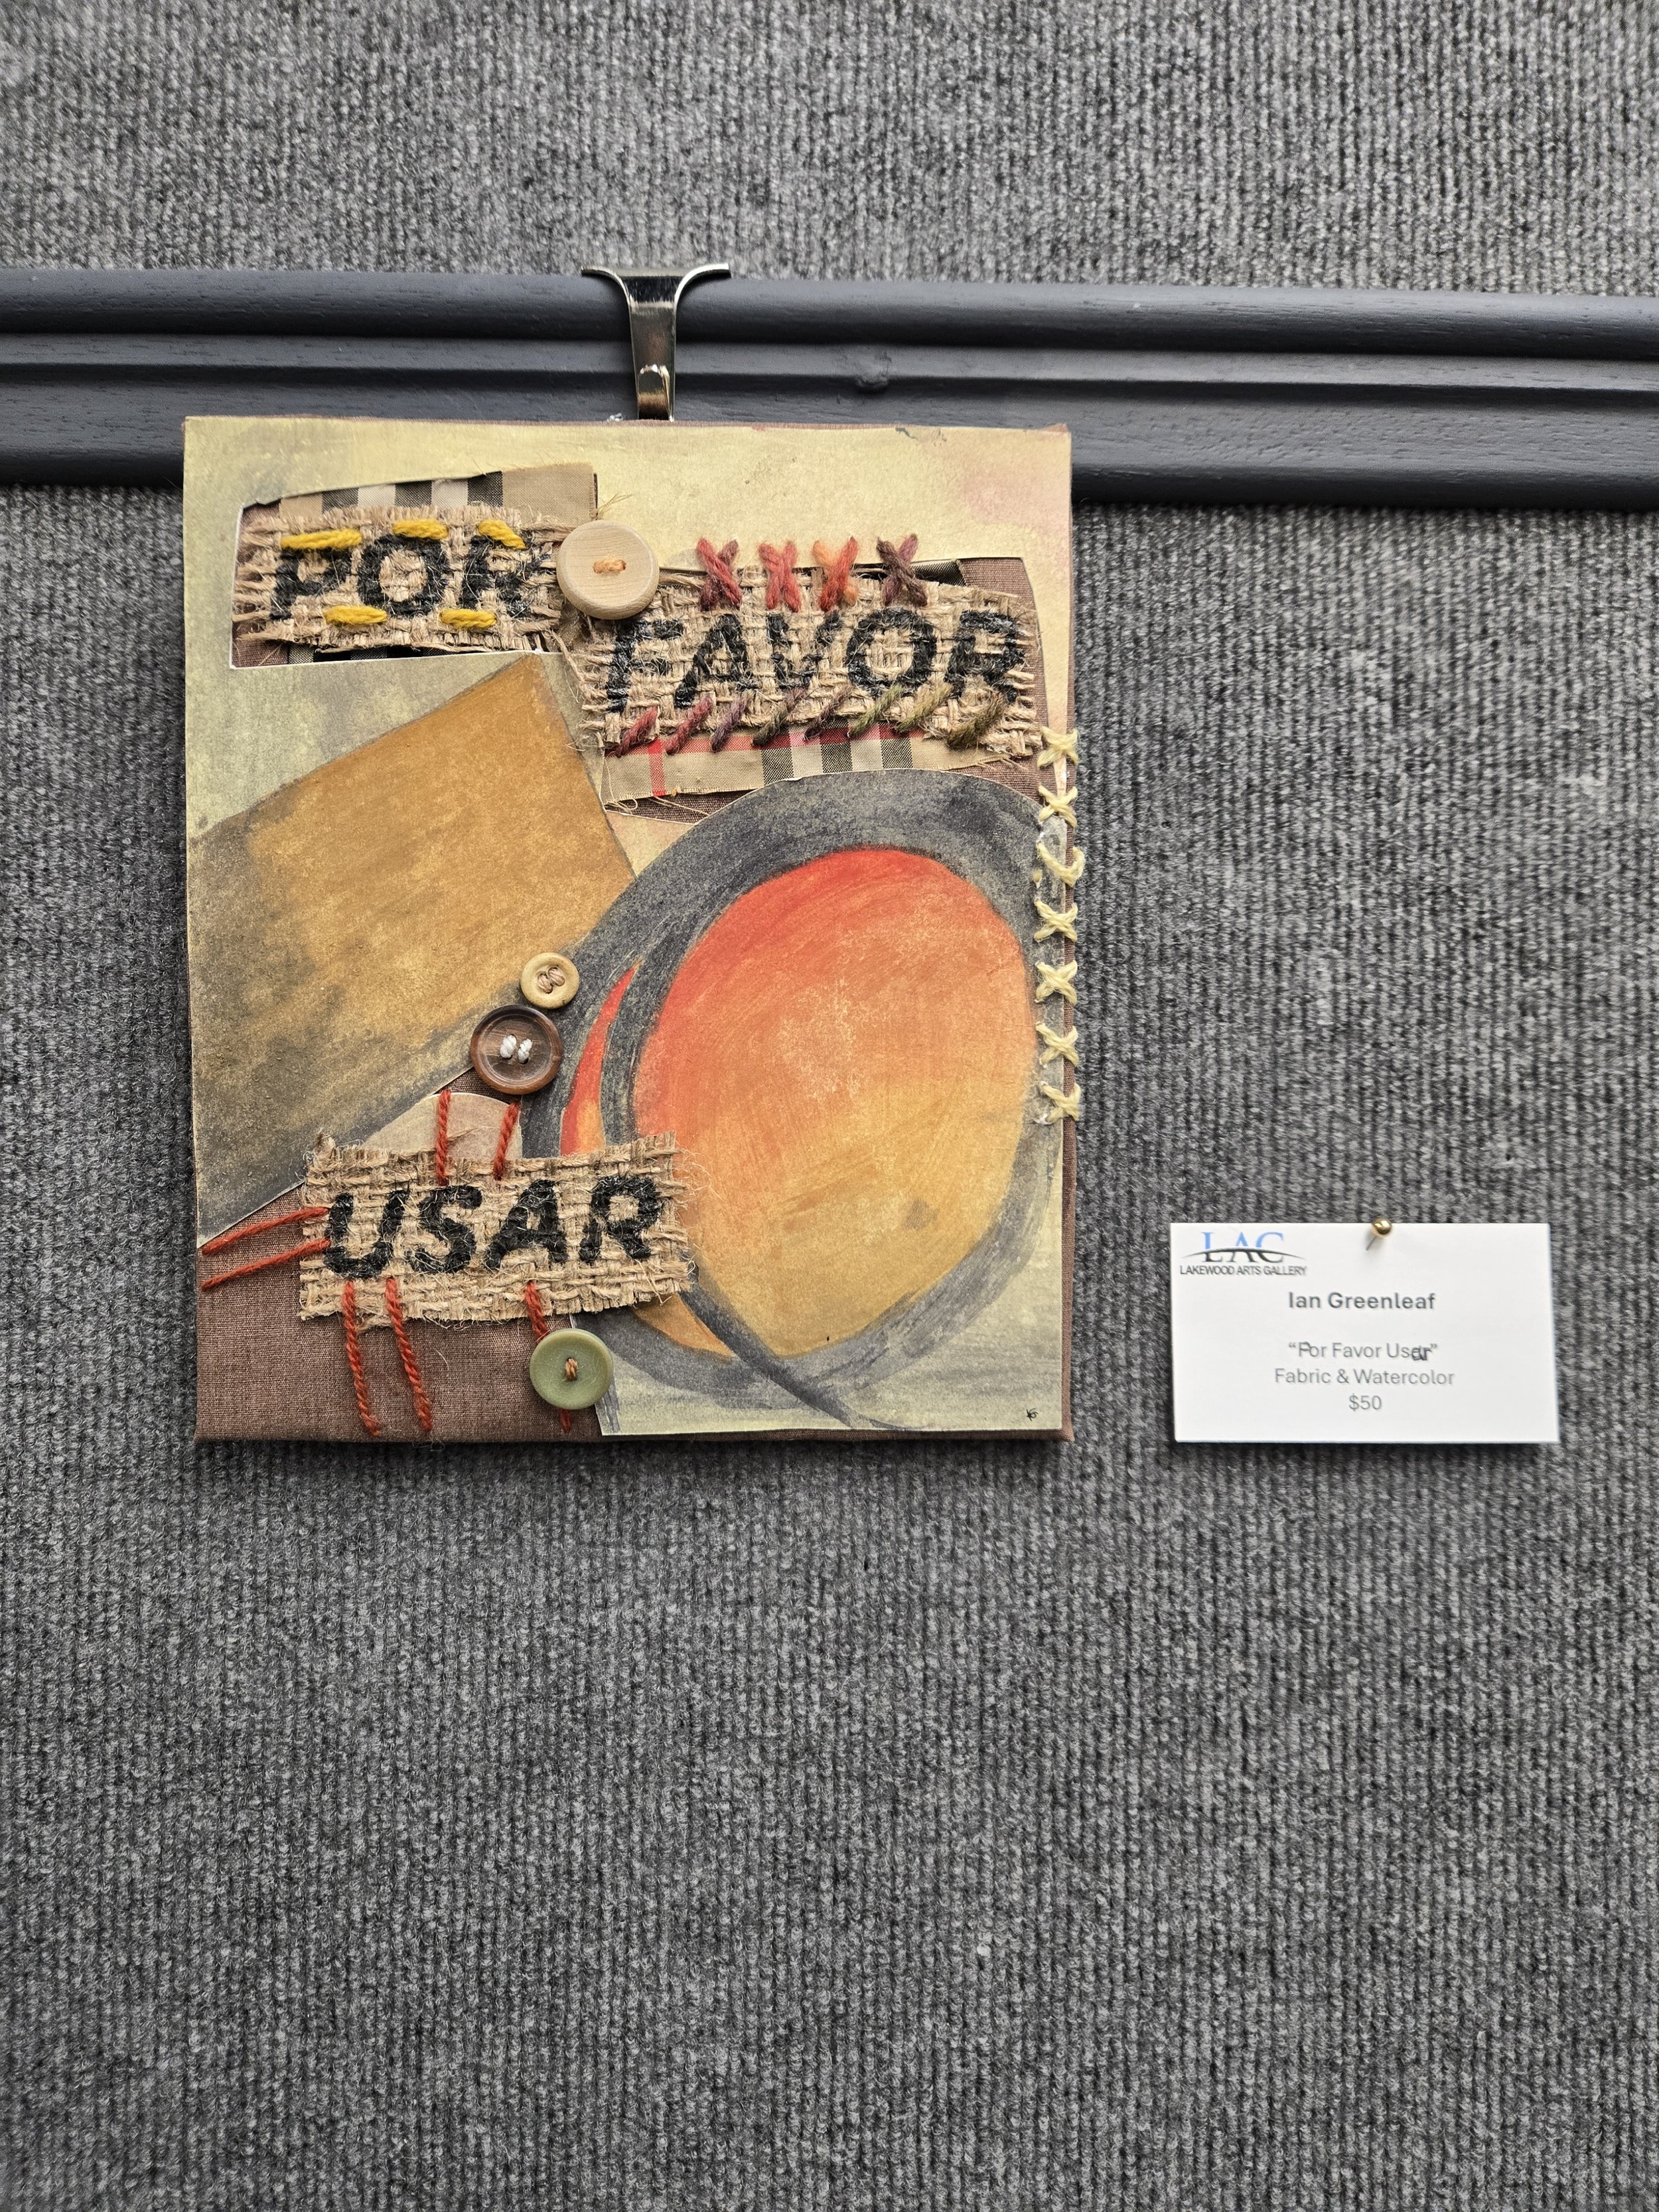 POR
FAVOR
USAR
LAC
LAKEWOOD ARTS GALLERY
Ian Greenleaf
“Por Favor Usar”
Fabric & Watercolor
$50